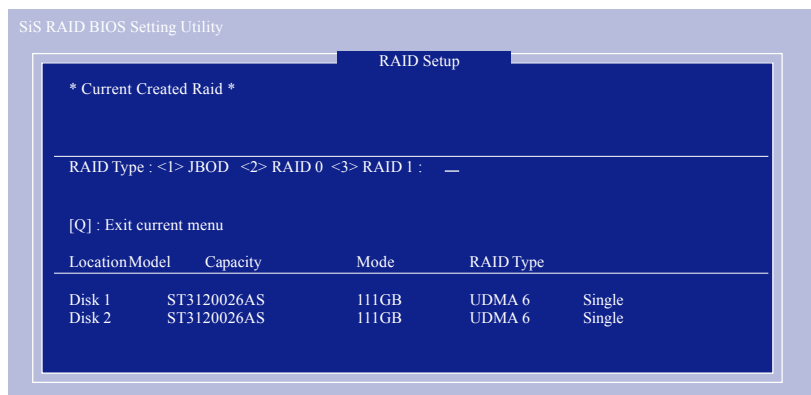 SiS RAID BIOS Setting Utility
RAID Setup
* Current Created Raid *
RAID Type : <1> JBOD <2> RAID 0 <3> RAID 1 : _
[Q] : Exit current menu
LocationModel Capacity Mode RAID Type
Disk 1 ST3120026AS 111GB UDMA 6 Single
Disk 2 ST3120026AS 111GB UDMA 6 Single